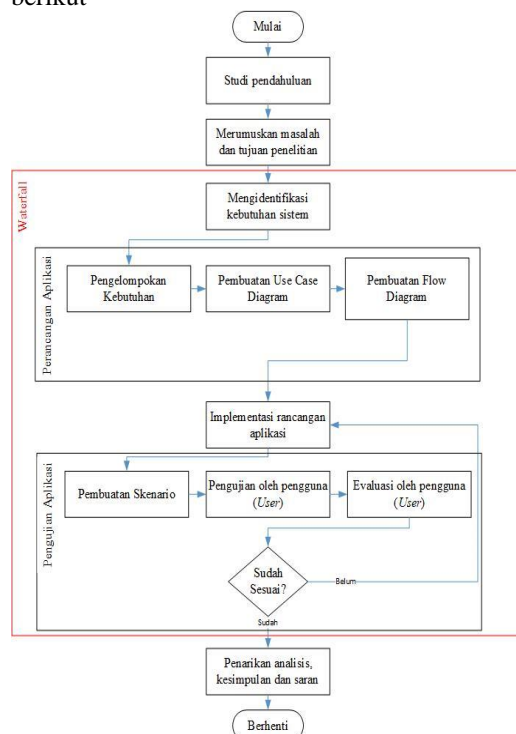 berikut
Mulai
Studi pendahuluan
Merumuskan masalah
dan tujuan penelitian
Waterfall
Mengidentifikasi
kebutuhan sistem
Perancangan Aplikasi
Pengelompokan
Kebutuhan
Pembuatan Use Case
Diagram
Pembuatan Flow
Diagram
Implementasi rancangan
aplikasi
Pengujian Aplikasi
Pembuatan Skenario
Pengujian oleh pengguna
(User)
Evaluasi oleh pengguna
(User)
Sudah
Sesuai?
Belum
Sudah
Penarikan analisis,
kesimpulan dan saran
Berhenti